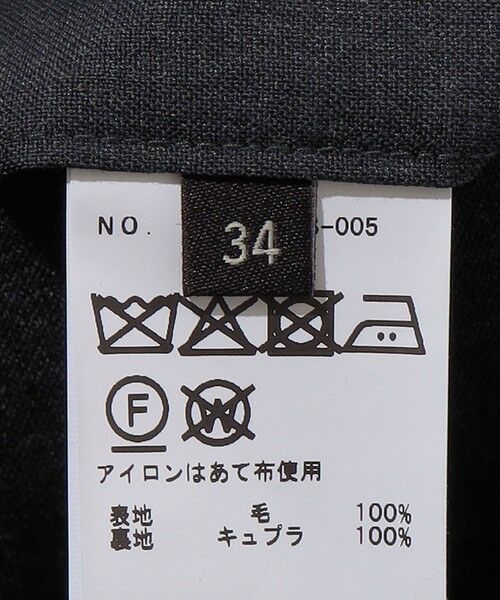 NO. -005
34
F W
アイロンはあて布使用
表地 毛 100%
裏地 キュプラ 100%